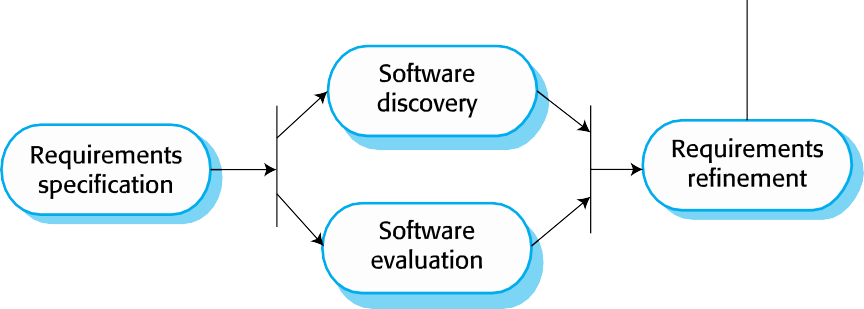 Requirements
specification
Software
discovery
Software
evaluation
Requirements
refinement